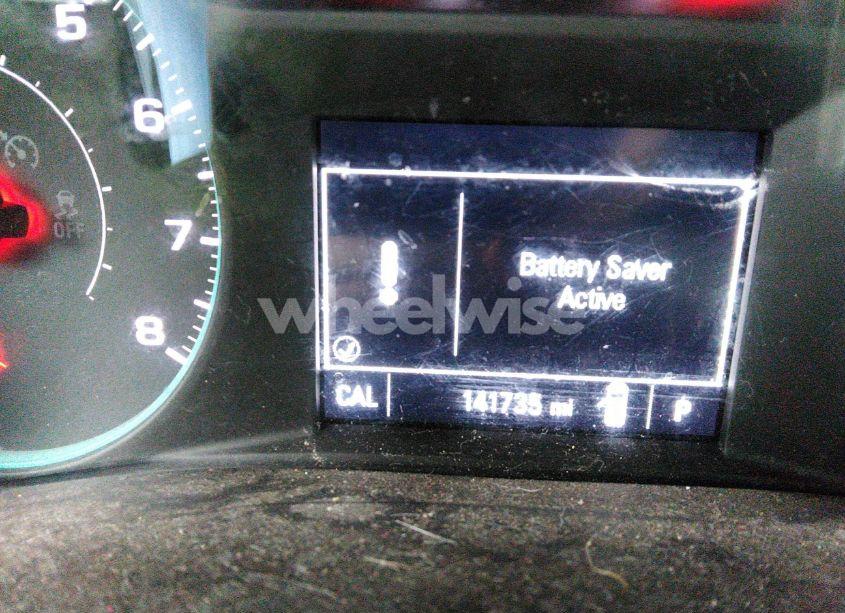 5
6
OFF
7
8
Battery Saver
Active
wheelwise
CAL
141735 mi
P